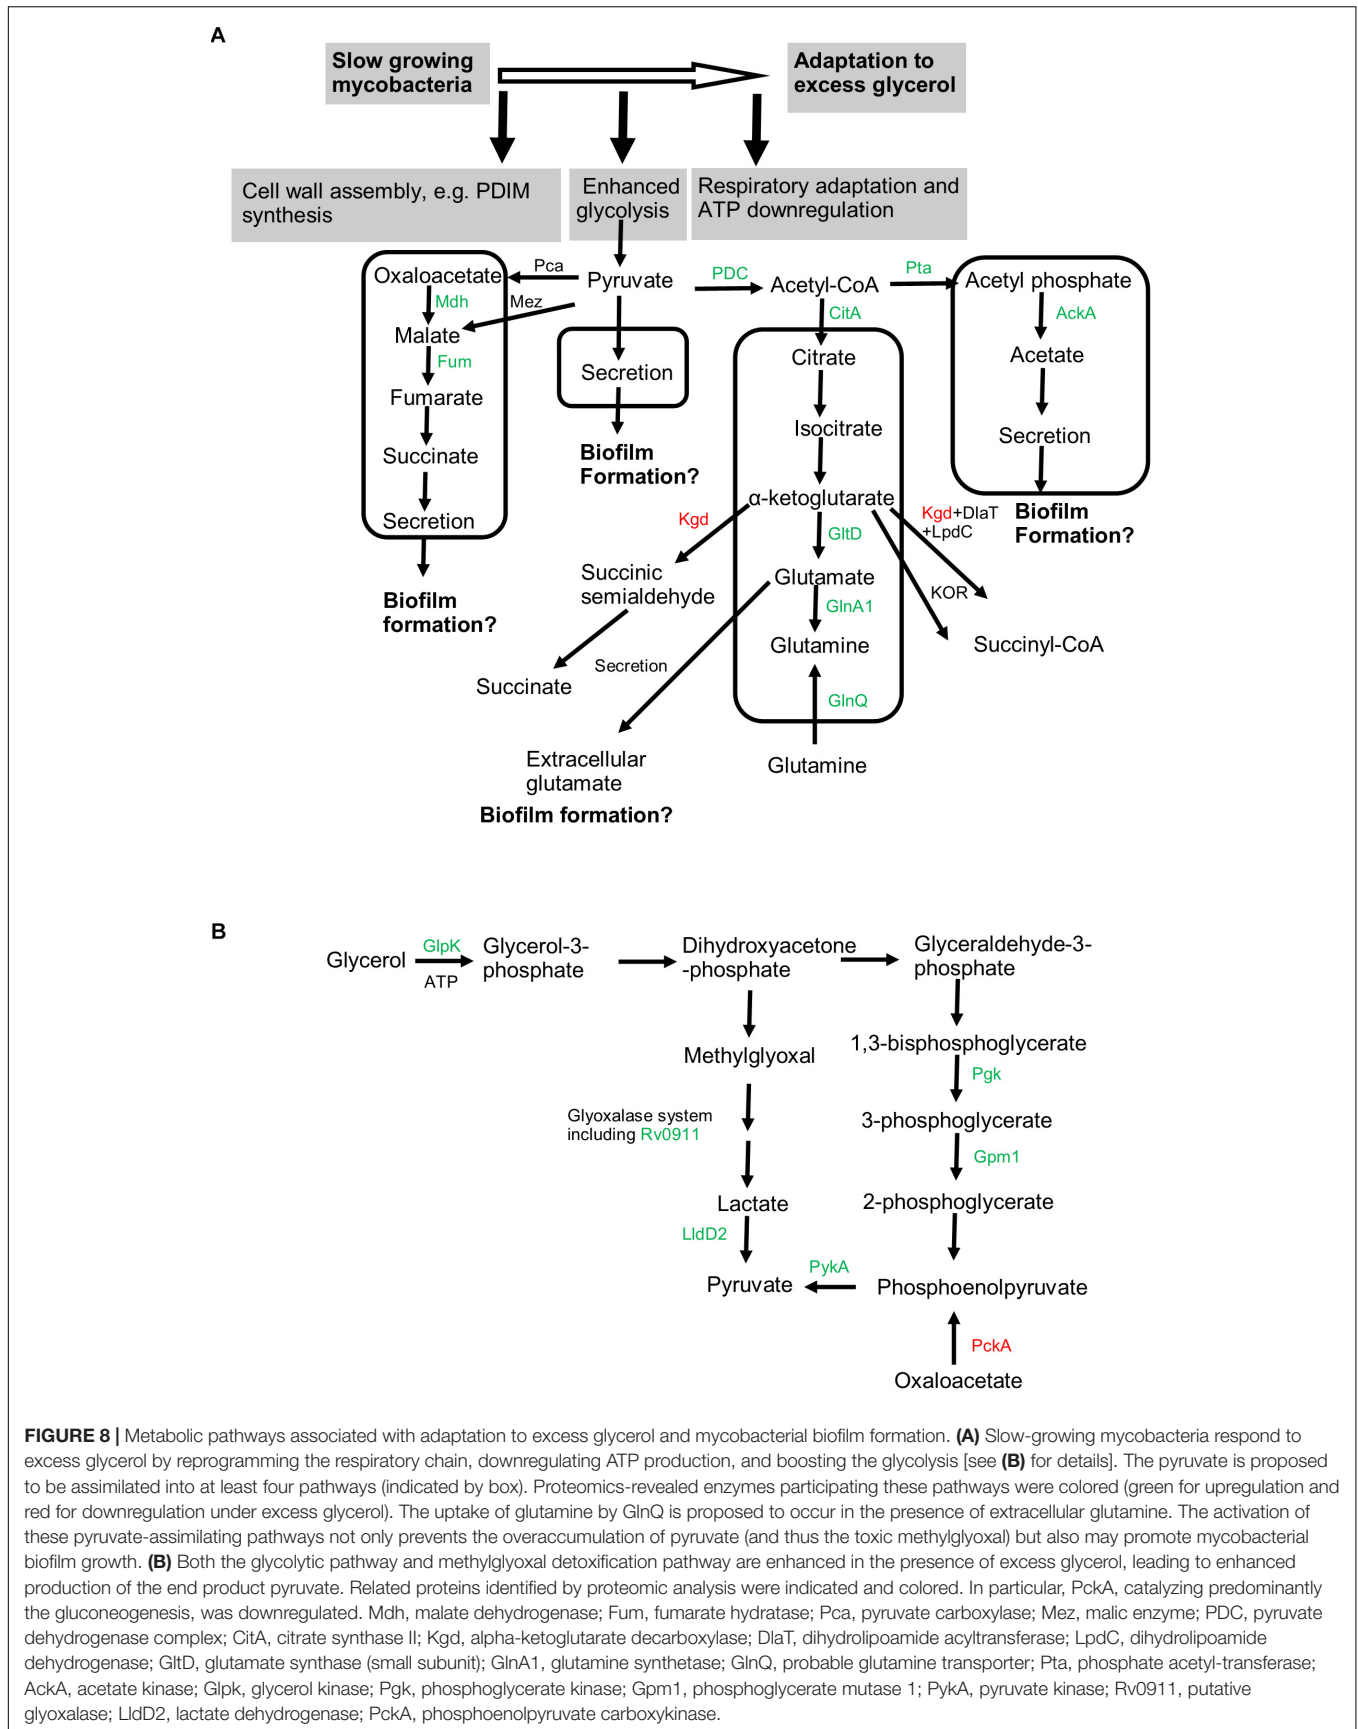 A
Slow growing
mycobacteria
Adaptation to
excess glycerol
Cell wall assembly, e.g. PDIM
synthesis
Enhanced
glycolysis
Respiratory adaptation and
ATP downregulation
Oxaloacetate
Pca
Pyruvate
PDC
Acetyl-CoA
Pta
Acetyl phosphate
Mdh
Mez
CitA
AckA
Malate
Fum
Secretion
Citrate
Acetate
Fumarate
Isocitrate
Secretion
Biofilm
Formation?
Succinate
α-ketoglutarate
Secretion
Kgd
GltD
Kgd+DlaT
+LpdC
Biofilm
Formation?
Succinic
semialdehyde
Glutamate
KOR
Biofilm
formation?
GlnA1
Glutamine
Succinyl-CoA
Secretion
Succinate
GlnQ
Extracellular
glutamate
Glutamine
Biofilm formation?
B
Glycerol
GlpK
ATP
Glycerol-3-
phosphate
Dihydroxyacetone
-phosphate
Glyceraldehyde-3-
phosphate
Methylglyoxal
1,3-bisphosphoglycerate
Pgk
Glyoxalase system
including Rv0911
3-phosphoglycerate
Gpm1
Lactate
2-phosphoglycerate
LldD2
PykA
Pyruvate
Phosphoenolpyruvate
PckA
Oxaloacetate
FIGURE 8 | Metabolic pathways associated with adaptation to excess glycerol and mycobacterial biofilm formation. (A) Slow-growing mycobacteria respond to
excess glycerol by reprogramming the respiratory chain, downregulating ATP production, and boosting the glycolysis [see (B) for details]. The pyruvate is proposed
to be assimilated into at least four pathways (indicated by box). Proteomics-revealed enzymes participating these pathways were colored (green for upregulation and
red for downregulation under excess glycerol). The uptake of glutamine by GlnQ is proposed to occur in the presence of extracellular glutamine. The activation of
these pyruvate-assimilating pathways not only prevents the overaccumulation of pyruvate (and thus the toxic methylglyoxal) but also may promote mycobacterial
biofilm growth. (B) Both the glycolytic pathway and methylglyoxal detoxification pathway are enhanced in the presence of excess glycerol, leading to enhanced
production of the end product pyruvate. Related proteins identified by proteomic analysis were indicated and colored. In particular, PckA, catalyzing predominantly
the gluconeogenesis, was downregulated. Mdh, malate dehydrogenase; Fum, fumarate hydratase; Pca, pyruvate carboxylase; Mez, malic enzyme; PDC, pyruvate
dehydrogenase complex; CitA, citrate synthase II; Kgd, alpha-ketoglutarate decarboxylase; DlaT, dihydrolipoamide acyltransferase; LpdC, dihydrolipoamide
dehydrogenase; GltD, glutamate synthase (small subunit); GlnA1, glutamine synthetase; GlnQ, probable glutamine transporter; Pta, phosphate acetyl-transferase;
AckA, acetate kinase; Glpk, glycerol kinase; Pgk, phosphoglycerate kinase; Gpm1, phosphoglycerate mutase 1; PykA, pyruvate kinase; Rv0911, putative
glyoxalase; LldD2, lactate dehydrogenase; PckA, phosphoenolpyruvate carboxykinase.